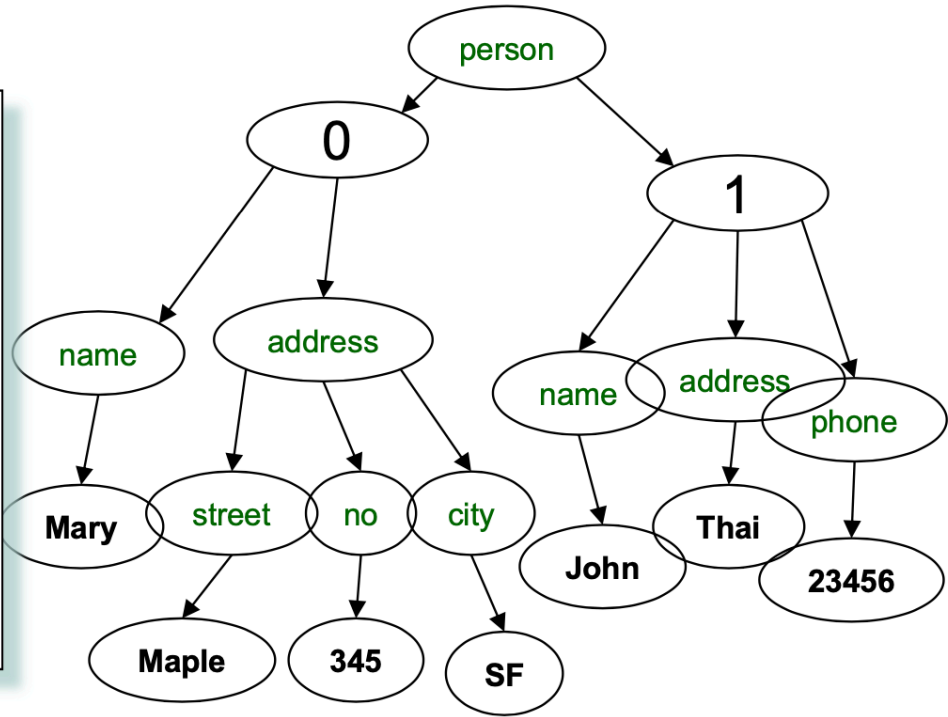 person
0
1
name
address
name
address
phone
Mary
street
no
city
John
Thai
23456
Maple
345
SF